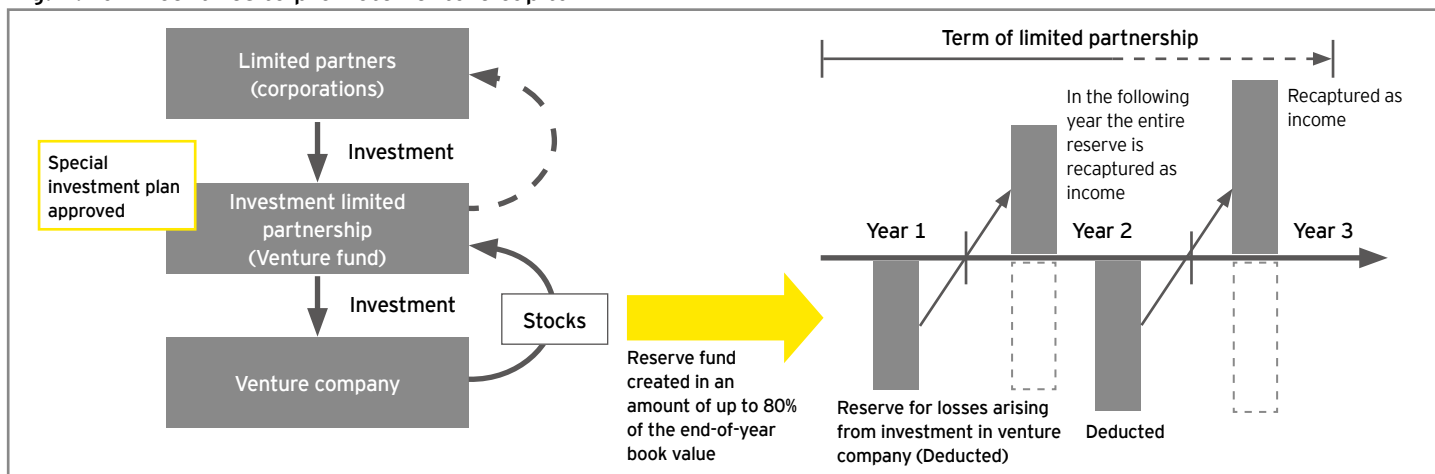 Limited partners
(corporations)
Investment
Special
investment plan
approved
Investment limited
partnership
(Venture fund)
Investment
Stocks
Venture company
Reserve fund
created in an
amount of up to 80%
of the end-of-year
book value
Term of limited partnership
In the following
year the entire
reserve is
recaptured as
income
Recaptured as
income
Year 1
Year 2
Year 3
Reserve for losses arising
from investment in venture
company (Deducted)
Deducted